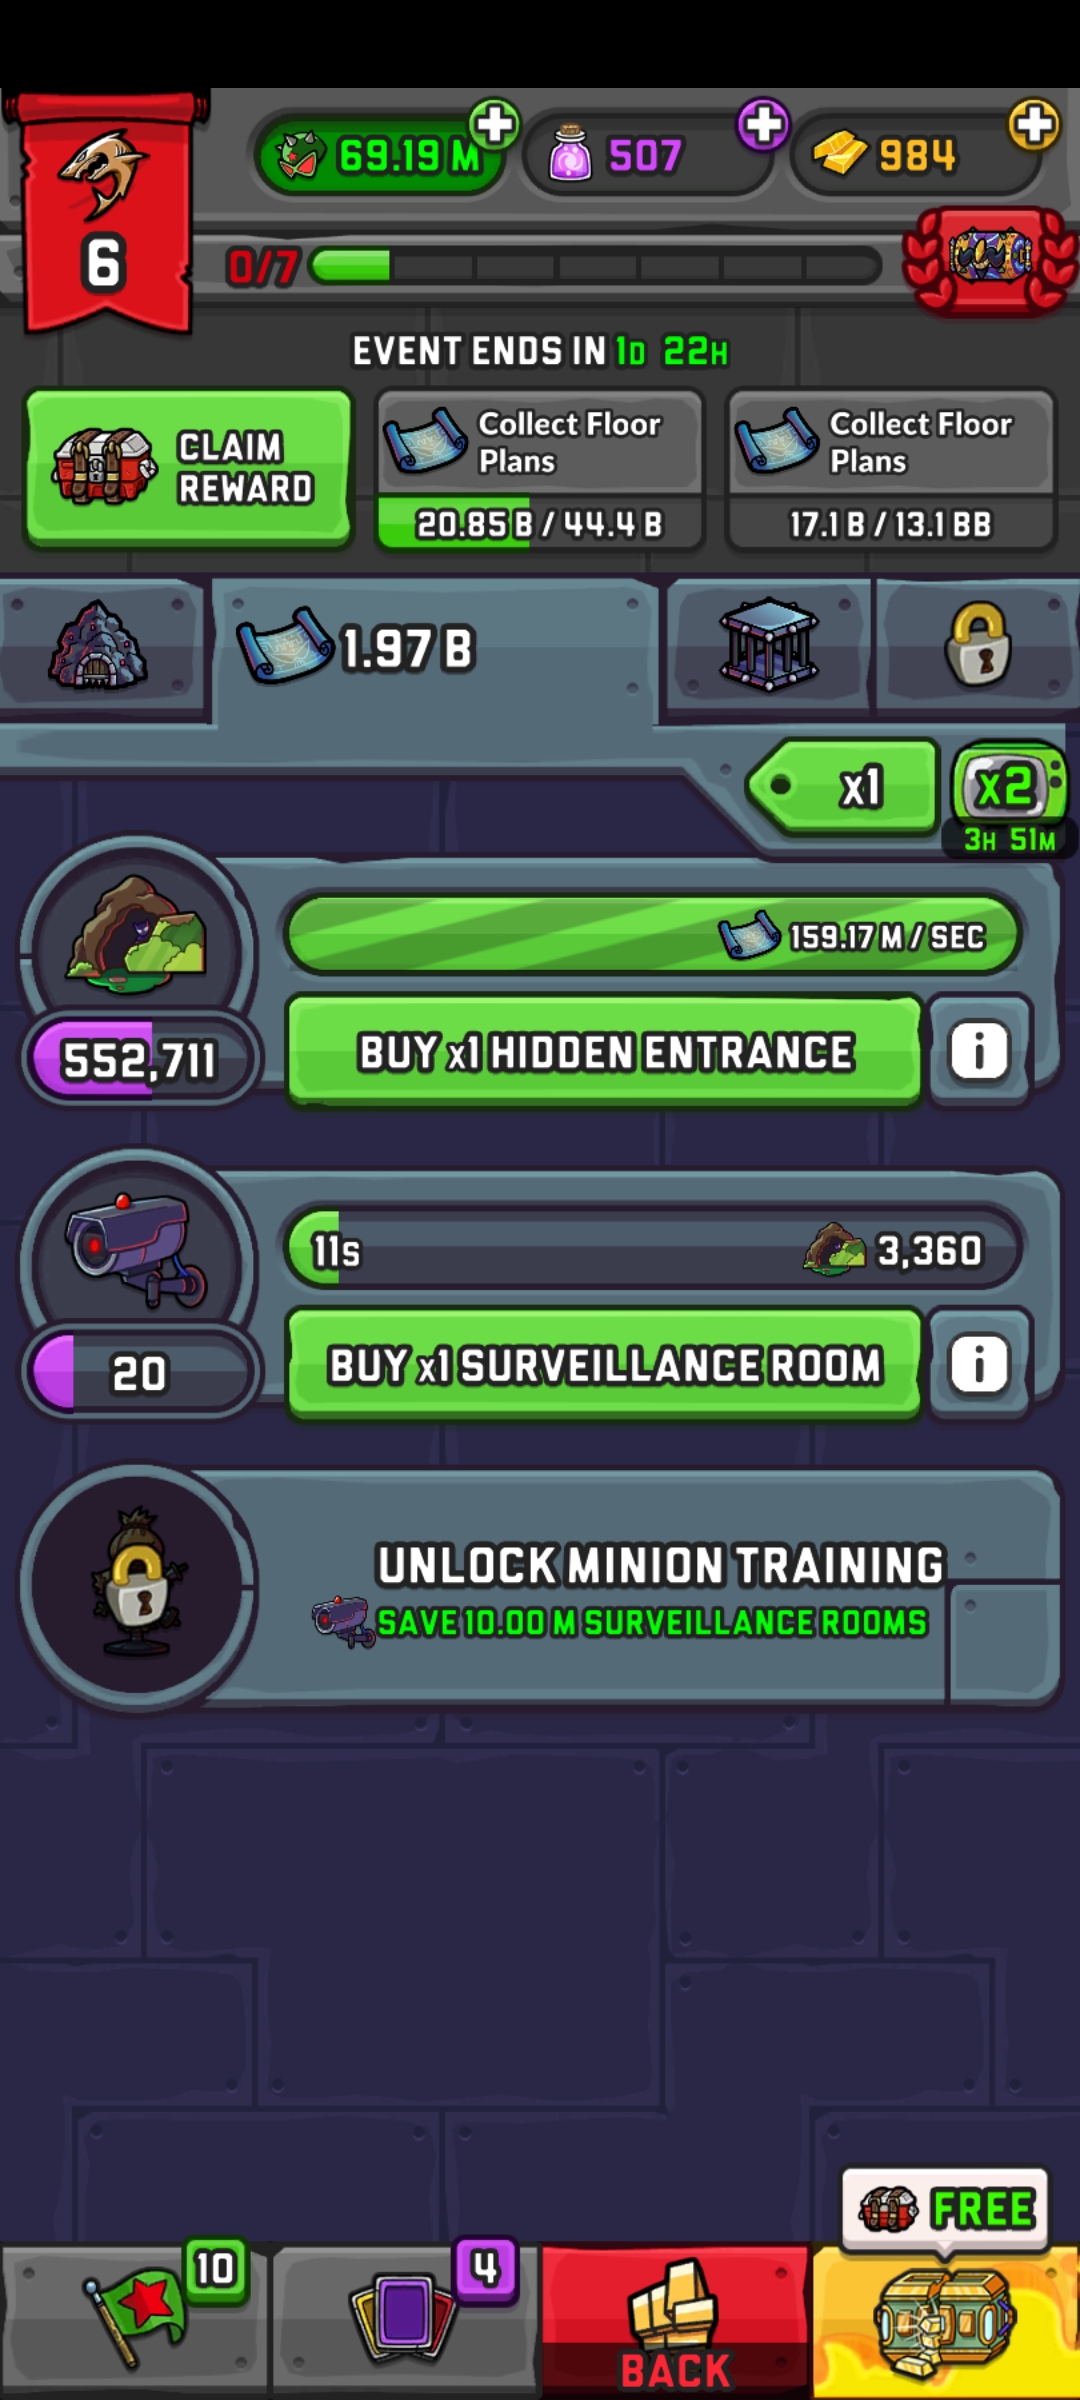 69.19 M
507
984
6
0/7
EVENT ENDS IN 1D 22H
CLAIM
REWARD
Collect Floor
Plans
20.85 B / 44.4 B
Collect Floor
Plans
17.1 B / 13.1 BB
1.97 B
x1
x2
3H 51M
159.17 M / SEC
552,711
BUY x1 HIDDEN ENTRANCE
i
11s
3,360
20
BUY x1 SURVEILLANCE ROOM
i
UNLOCK MINION TRAINING
SAVE 10.00 M SURVEILLANCE ROOMS
FREE
10
4
BACK